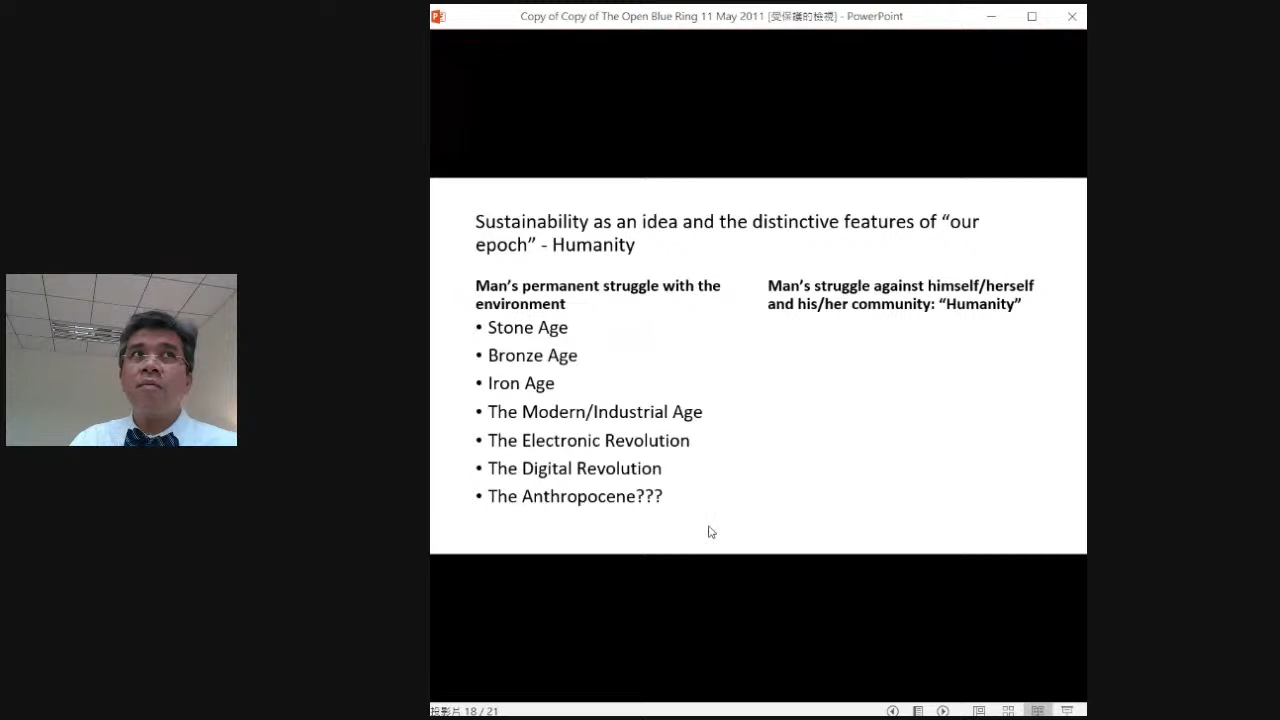 Copy of Copy of The Open Blue Ring 11 May 2011 [受保護的檢視] - PowerPoint
Sustainability as an idea and the distinctive features of “our
epoch” - Humanity
Man’s permanent struggle with the
environment
• Stone Age
• Bronze Age
• Iron Age
• The Modern/Industrial Age
• The Electronic Revolution
• The Digital Revolution
• The Anthropocene???
Man’s struggle against himself/herself
and his/her community: “Humanity”
投影片 18 / 21